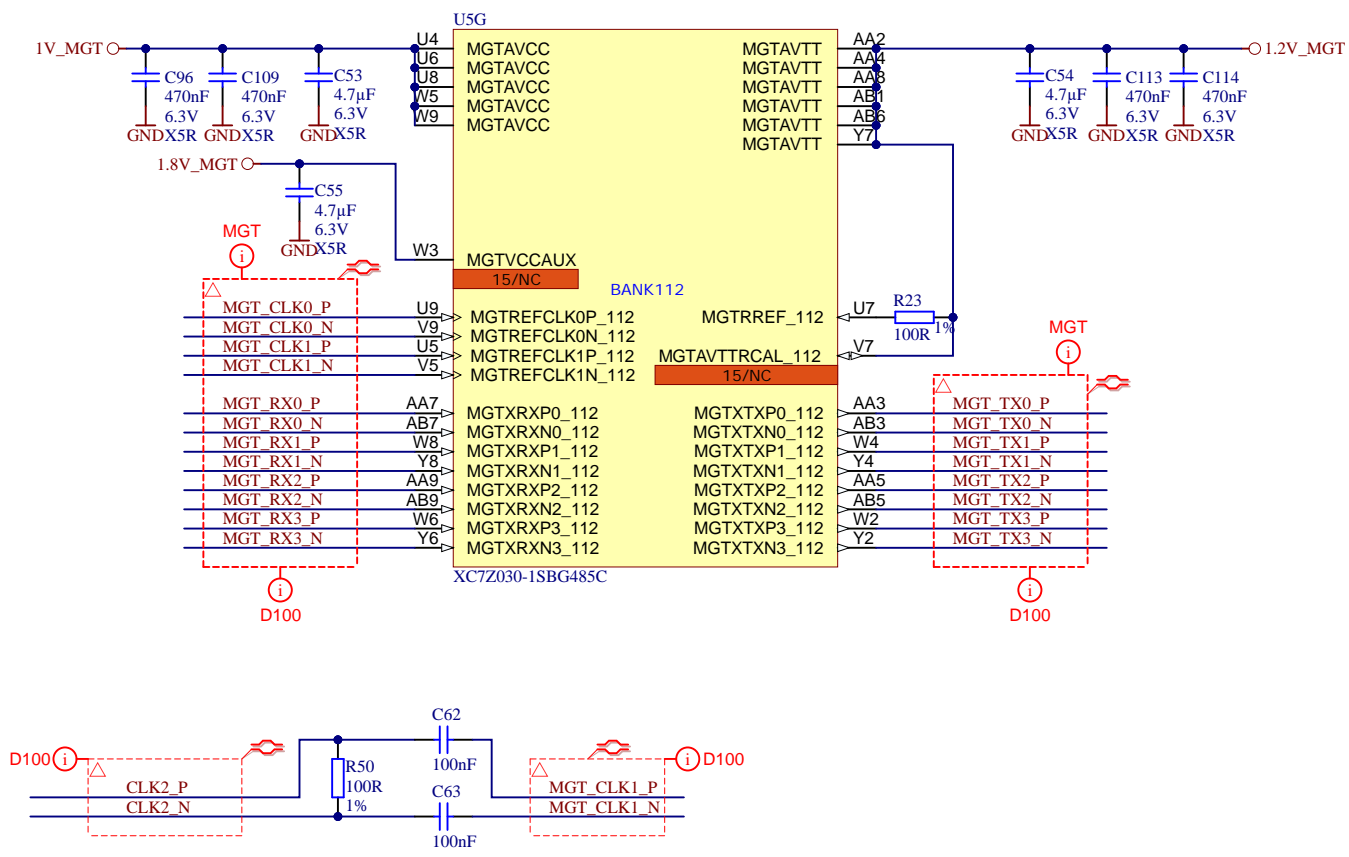 U5G
1V_MGT
U4 MGTAVCC
U6 MGTAVCC
U8 MGTAVCC
W5 MGTAVCC
W9 MGTAVCC
C96
470nF
6.3V
X5R
GND
C109
470nF
6.3V
X5R
GND
C53
4.7µF
6.3V
X5R
GND
MGTAVTT AA2
MGTAVTT AA4
MGTAVTT AA8
MGTAVTT AB1
MGTAVTT AB6
MGTAVTT Y7
1.2V_MGT
C54
4.7µF
6.3V
X5R
GND
C113
470nF
6.3V
X5R
GND
C114
470nF
6.3V
X5R
GND
1.8V_MGT
C55
4.7µF
6.3V
X5R
GND
W3 MGTVCCAUX
15/NC
BANK112
MGT
MGT_CLK0_P U9 MGTREFCLK0P_112
MGT_CLK0_N V9 MGTREFCLK0N_112
MGT_CLK1_P U5 MGTREFCLK1P_112
MGT_CLK1_N V5 MGTREFCLK1N_112
MGTRREF_112 U7
R23
100R
1%
MGTAVTTRCAL_112 V7
15/NC
MGT
MGT_RX0_P AA7 MGTXRXP0_112
MGT_RX0_N AB7 MGTXRXN0_112
MGT_RX1_P W8 MGTXRXP1_112
MGT_RX1_N Y8 MGTXRXN1_112
MGT_RX2_P AA9 MGTXRXP2_112
MGT_RX2_N AB9 MGTXRXN2_112
MGT_RX3_P W6 MGTXRXP3_112
MGT_RX3_N Y6 MGTXRXN3_112
MGTXTXP0_112 AA3 MGT_TX0_P
MGTXTXN0_112 AB3 MGT_TX0_N
MGTXTXP1_112 W4 MGT_TX1_P
MGTXTXN1_112 Y4 MGT_TX1_N
MGTXTXP2_112 AA5 MGT_TX2_P
MGTXTXN2_112 AB5 MGT_TX2_N
MGTXTXP3_112 W2 MGT_TX3_P
MGTXTXN3_112 Y2 MGT_TX3_N
XC7Z030-1SBG485C
i
i
i
D100
i
D100
D100 i
CLK2_P
CLK2_N
R50
100R
1%
C62
100nF
C63
100nF
MGT_CLK1_P
MGT_CLK1_N
i D100